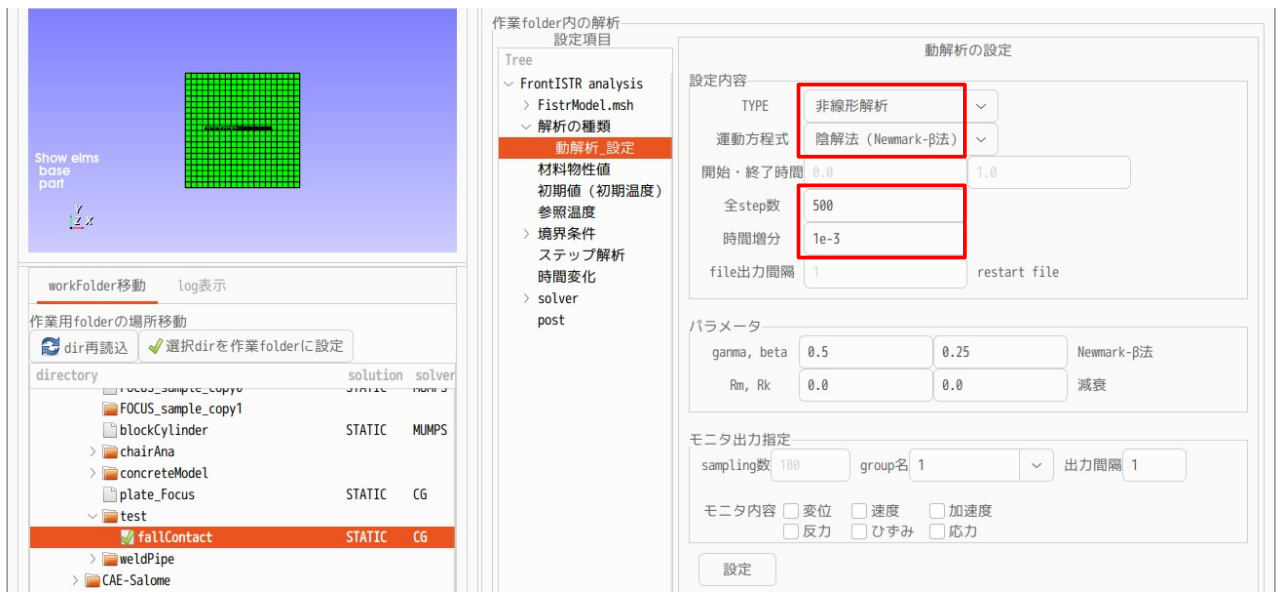 Show elms
base
part
Y
Z X
workFolder移動 log表示
作業用folderの場所移動
dir再読込 選択dirを作業folderに設定
directory solution solver
FOCUS_sample_copy0 STATIC MUMPS
FOCUS_sample_copy1
blockCylinder STATIC MUMPS
chairAna
concreteModel
plate_Focus STATIC CG
test
fallContact STATIC CG
weldPipe
CAE-Salome
作業folder内の解析
設定項目
Tree
FrontISTR analysis
FistrModel.msh
解析の種類
動解析_設定
材料物性値
初期値（初期温度）
参照温度
境界条件
ステップ解析
時間変化
solver
post
動解析の設定
設定内容
TYPE 非線形解析
運動方程式 陰解法（Newmark-β法）
開始・終了時間 0.0 1.0
全step数 500
時間増分 1e-3
file出力間隔 1 restart file
パラメータ
ganma, beta 0.5 0.25 Newmark-β法
Rm, Rk 0.0 0.0 減衰
モニタ出力指定
sampling数 100 group名 1 出力間隔 1
モニタ内容 変位 速度 加速度
反力 ひずみ 応力
設定